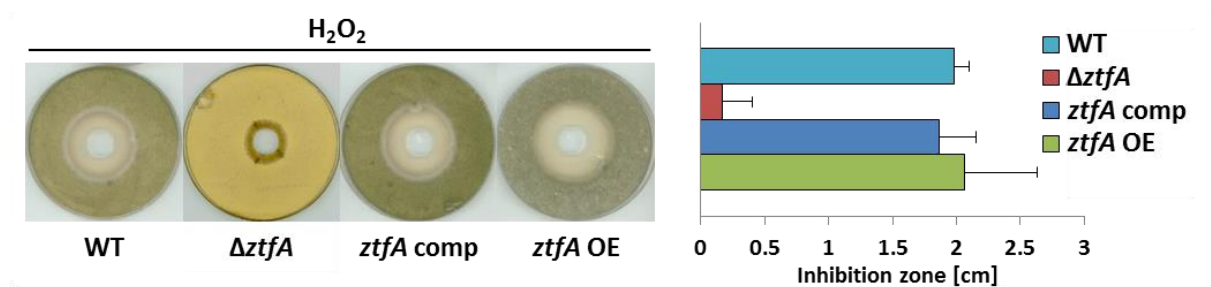 H₂O₂
WT
ΔztfA
ztfA comp
ztfA OE
WT
ΔztfA
ztfA comp
ztfA OE
0 0.5 1 1.5 2 2.5 3
Inhibition zone [cm]